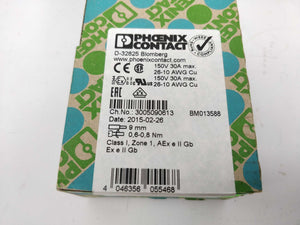 PHŒNIX
CONTACT
D-32825 Blomberg
www.phoenixcontact.com
150V 30A max.
26-10 AWG Cu
150V 30A max.
26-10 AWG Cu
Ch.No.: 3005090613
BM013588
Date: 2015-02-26
9 mm
0,6-0,8 Nm
Class I, Zone 1, AEx e II Gb
Ex e II Gb
4 046356 055468